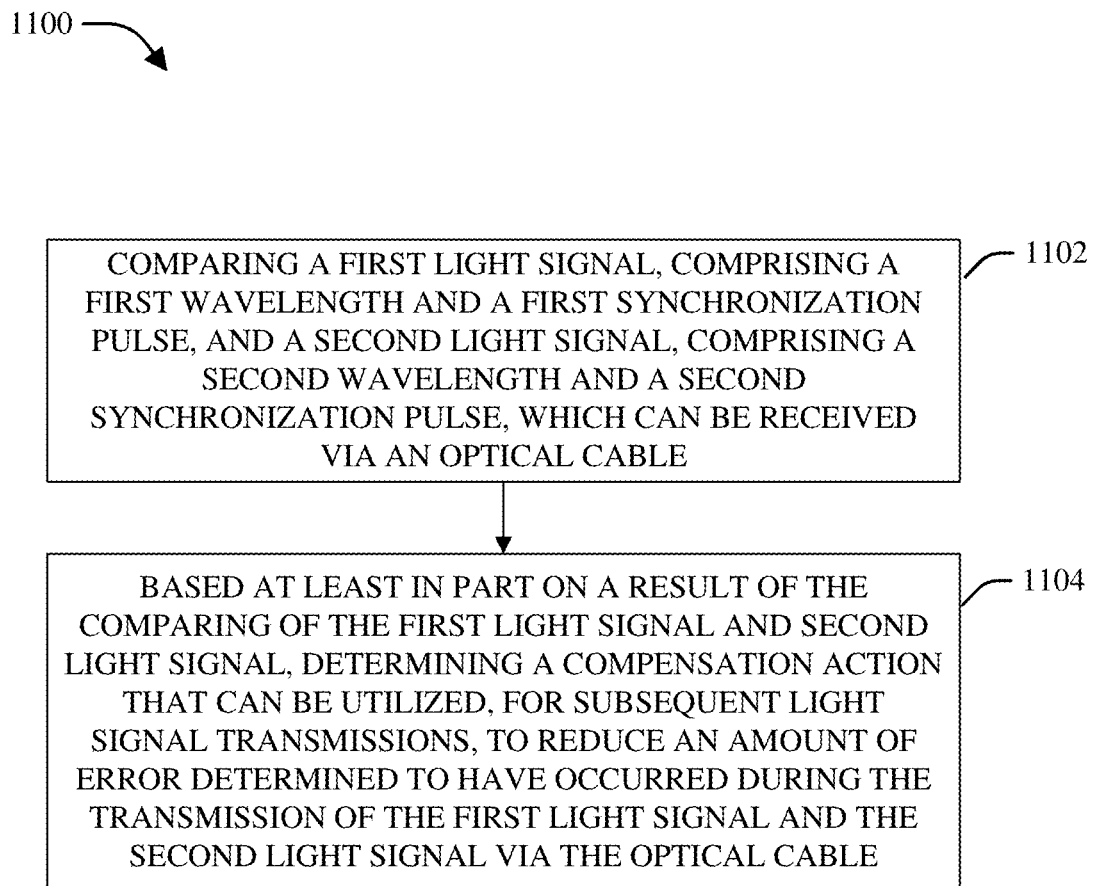 1100
COMPARING A FIRST LIGHT SIGNAL, COMPRISING A
FIRST WAVELENGTH AND A FIRST SYNCHRONIZATION
PULSE, AND A SECOND LIGHT SIGNAL, COMPRISING A
SECOND WAVELENGTH AND A SECOND
SYNCHRONIZATION PULSE, WHICH CAN BE RECEIVED
VIA AN OPTICAL CABLE
1102
BASED AT LEAST IN PART ON A RESULT OF THE
COMPARING OF THE FIRST LIGHT SIGNAL AND SECOND
LIGHT SIGNAL, DETERMINING A COMPENSATION ACTION
THAT CAN BE UTILIZED, FOR SUBSEQUENT LIGHT
SIGNAL TRANSMISSIONS, TO REDUCE AN AMOUNT OF
ERROR DETERMINED TO HAVE OCCURRED DURING THE
TRANSMISSION OF THE FIRST LIGHT SIGNAL AND THE
SECOND LIGHT SIGNAL VIA THE OPTICAL CABLE
1104